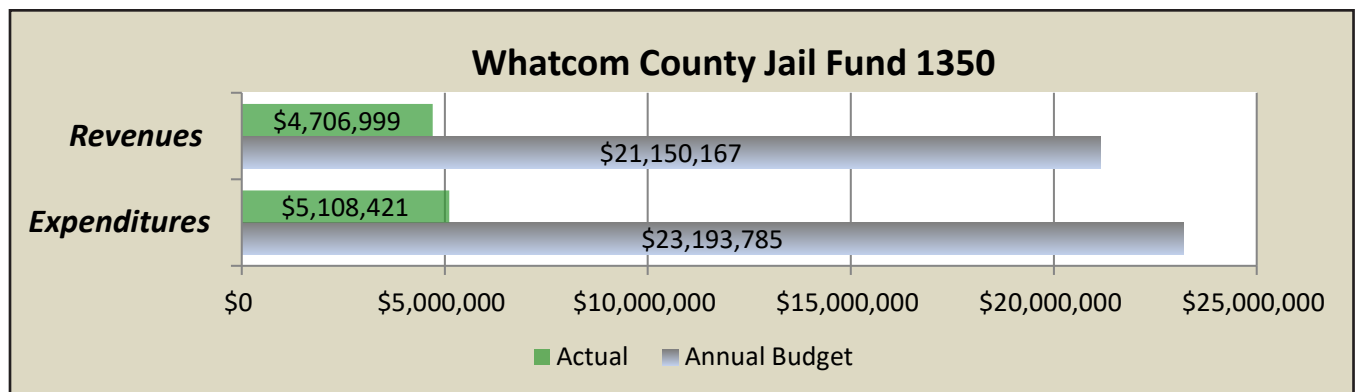 Whatcom County Jail Fund 1350
Revenues
$4,706,999
$21,150,167
Expenditures
$5,108,421
$23,193,785
$0 $5,000,000 $10,000,000 $15,000,000 $20,000,000 $25,000,000
Actual Annual Budget